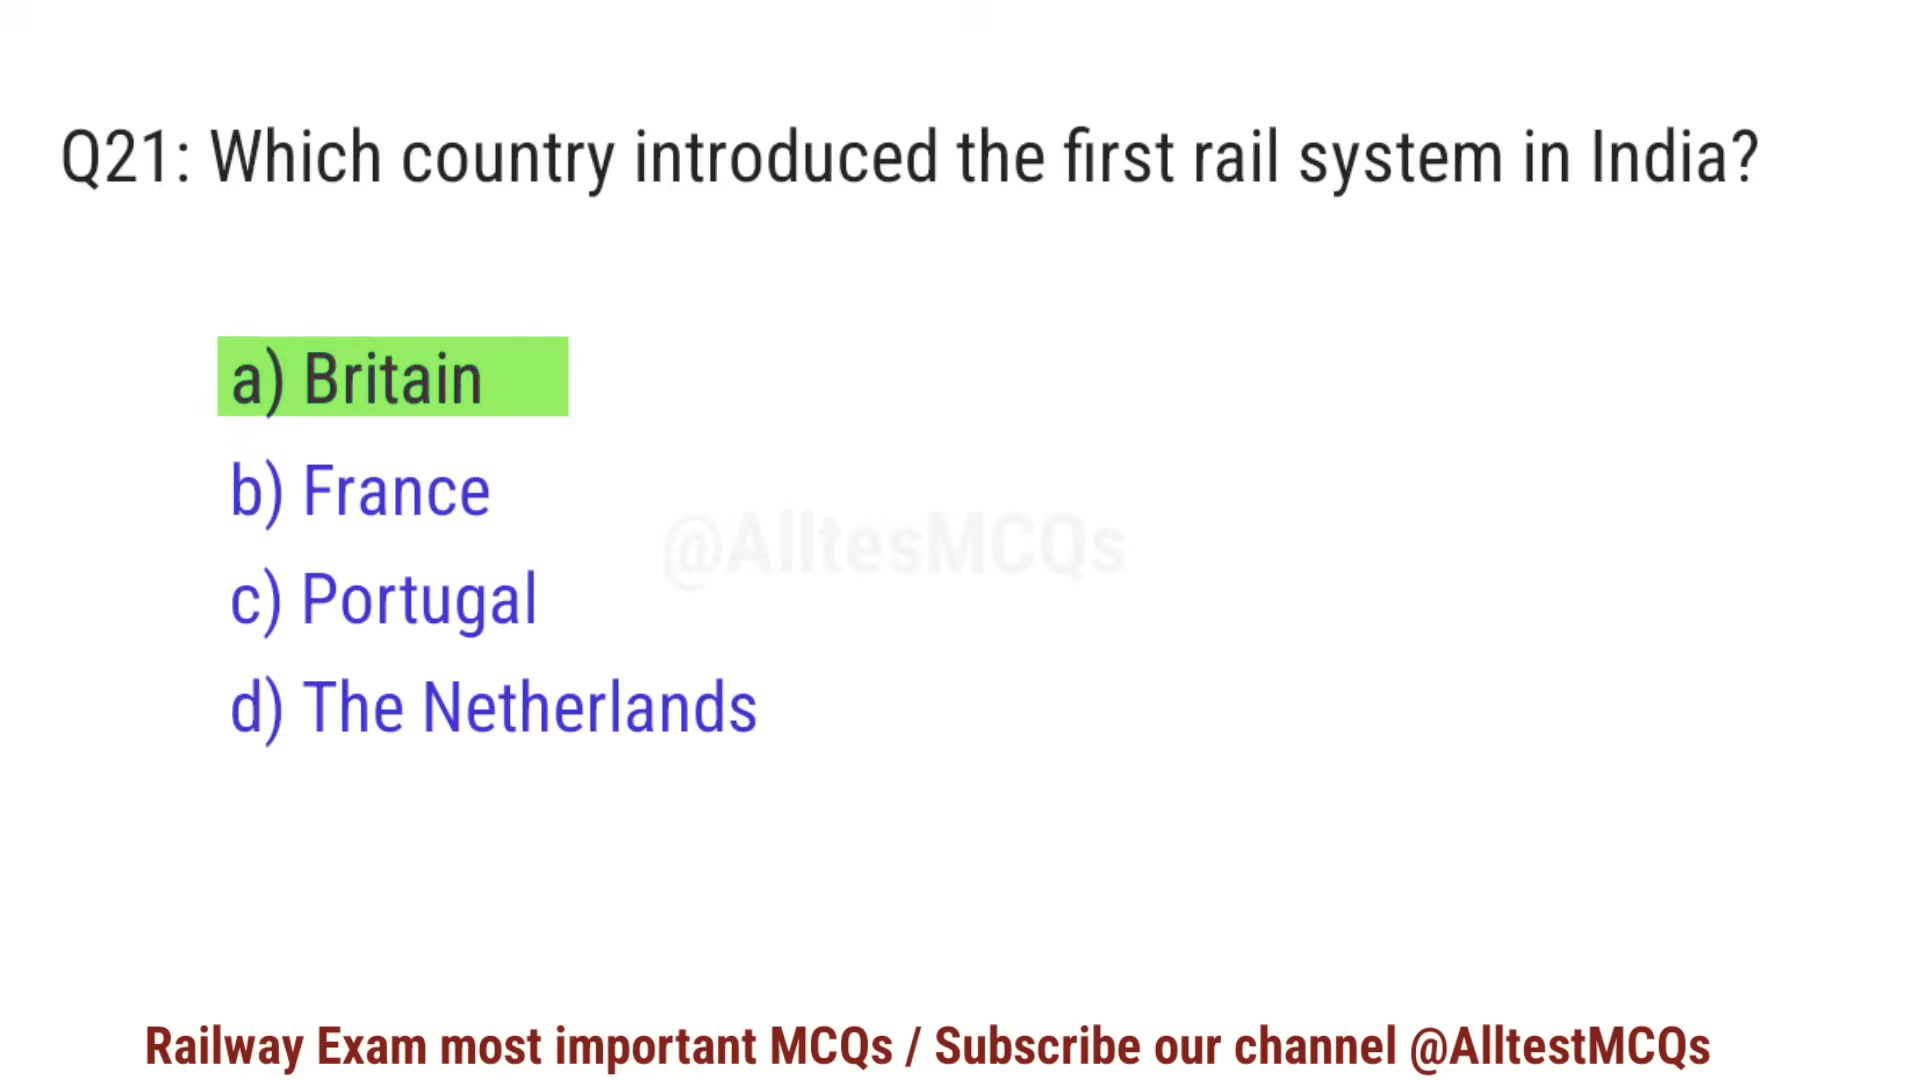 Q21: Which country introduced the first rail system in India?
a) Britain
b) France
@AlltesMCQs
c) Portugal
d) The Netherlands
Railway Exam most important MCQs / Subscribe our channel @AlltestMCQs